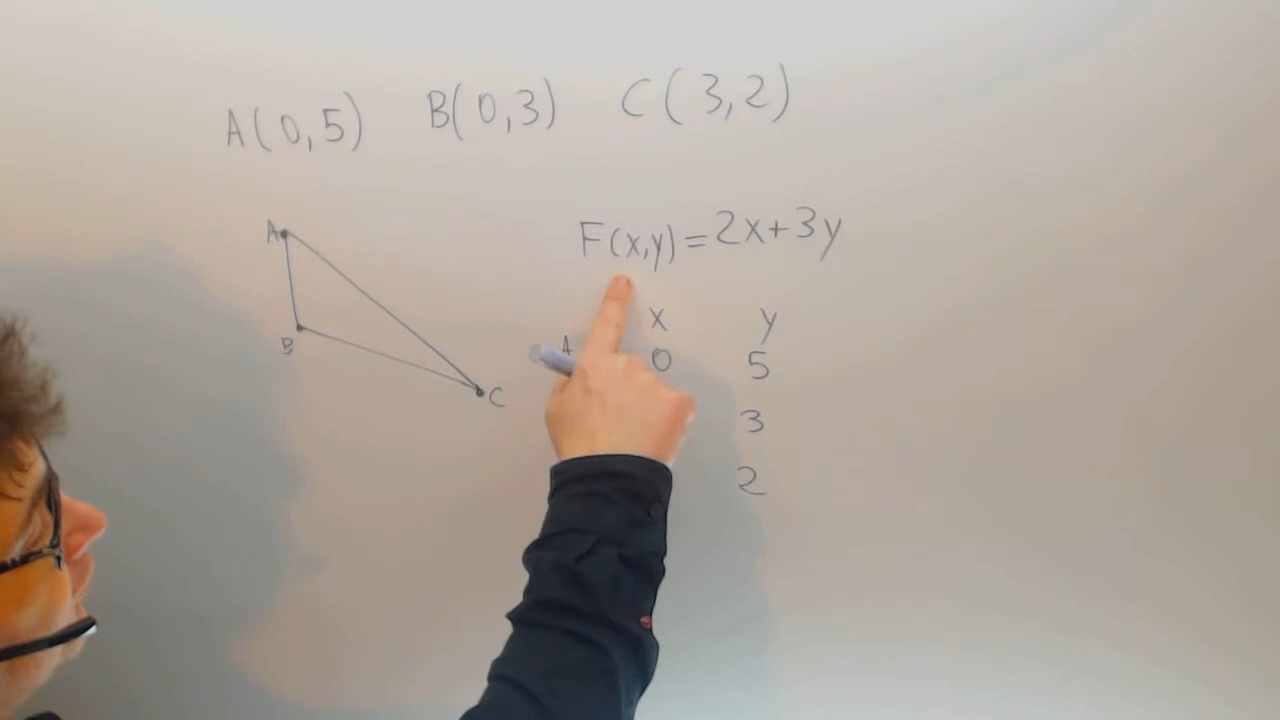 A(0,5) B(0,3) C(3,2)
A
F(x,y)=2x+3y
B
C
x y
A 0 5
3
2